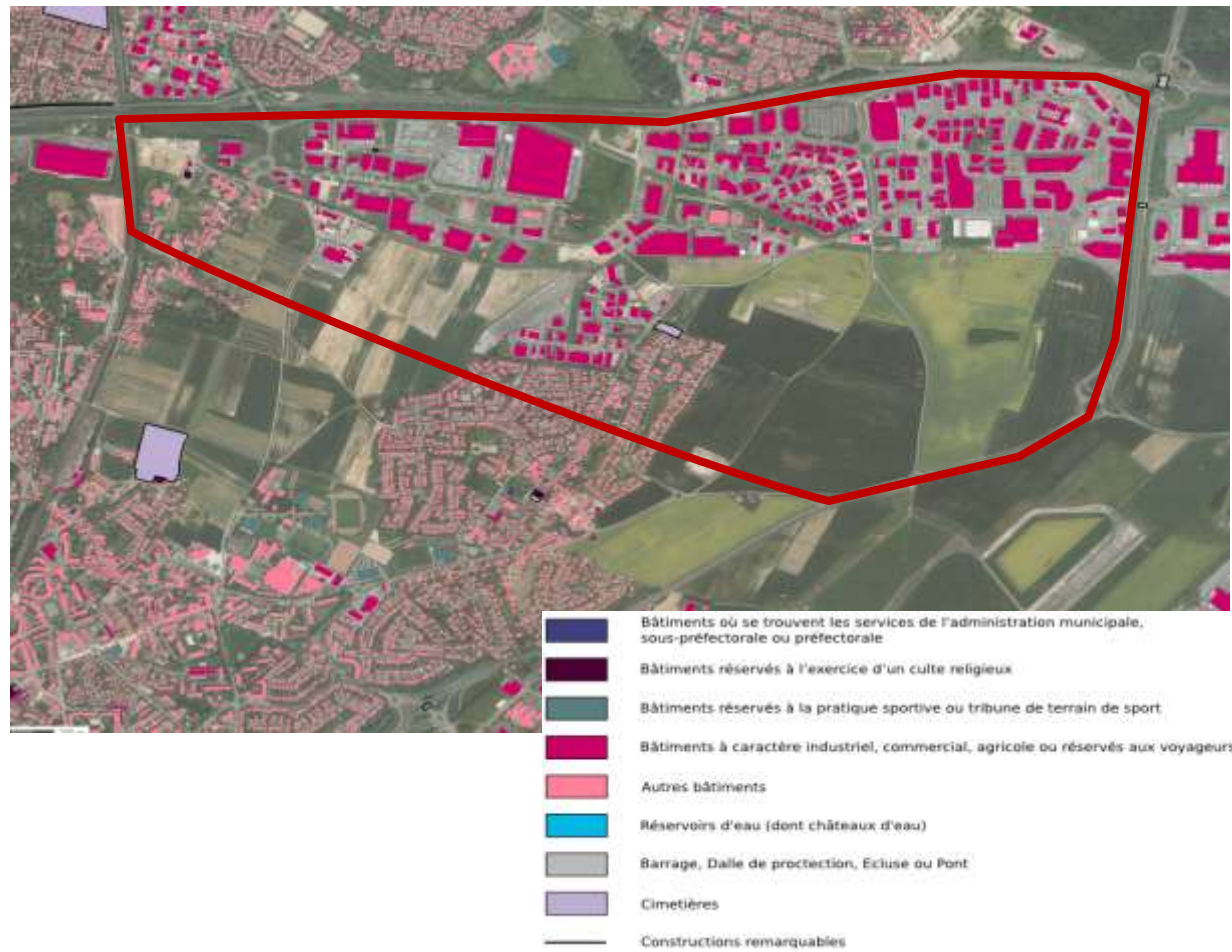 Bâtiments où se trouvent les services de l'administration municipale,
sous-préfectorale ou préfectorale
Bâtiments réservés à l'exercice d'un culte religieux
Bâtiments réservés à la pratique sportive ou tribune de terrain de sport
Bâtiments à caractère industriel, commercial, agricole ou réservés aux voyageurs
Autres bâtiments
Réservoirs d'eau (dont châteaux d'eau)
Barrage, Dalle de proctection, Ecluse ou Pont
Cimetières
Constructions remarquables